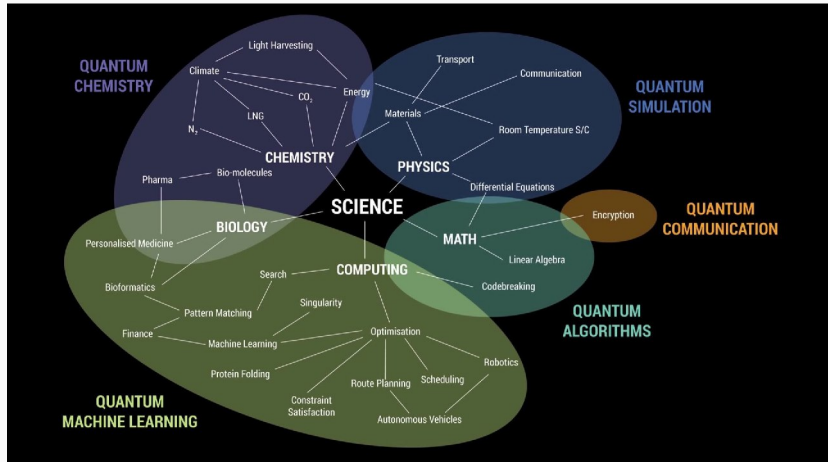 Light Harvesting
QUANTUM
CHEMISTRY
Climate
CO2
Energy
LNG
N2
CHEMISTRY
Transport
Communication
QUANTUM
SIMULATION
Materials
Room Temperature S/C
PHYSICS
Differential Equations
Pharma
Bio-molecules
SCIENCE
BIOLOGY
Encryption
QUANTUM
COMMUNICATION
MATH
Personalised Medicine
Linear Algebra
COMPUTING
Search
Codebreaking
Bioformatics
Singularity
QUANTUM
ALGORITHMS
Pattern Matching
Finance
Machine Learning
Optimisation
Robotics
Protein Folding
Route Planning
Scheduling
Constraint
Satisfaction
Autonomous Vehicles
QUANTUM
MACHINE LEARNING